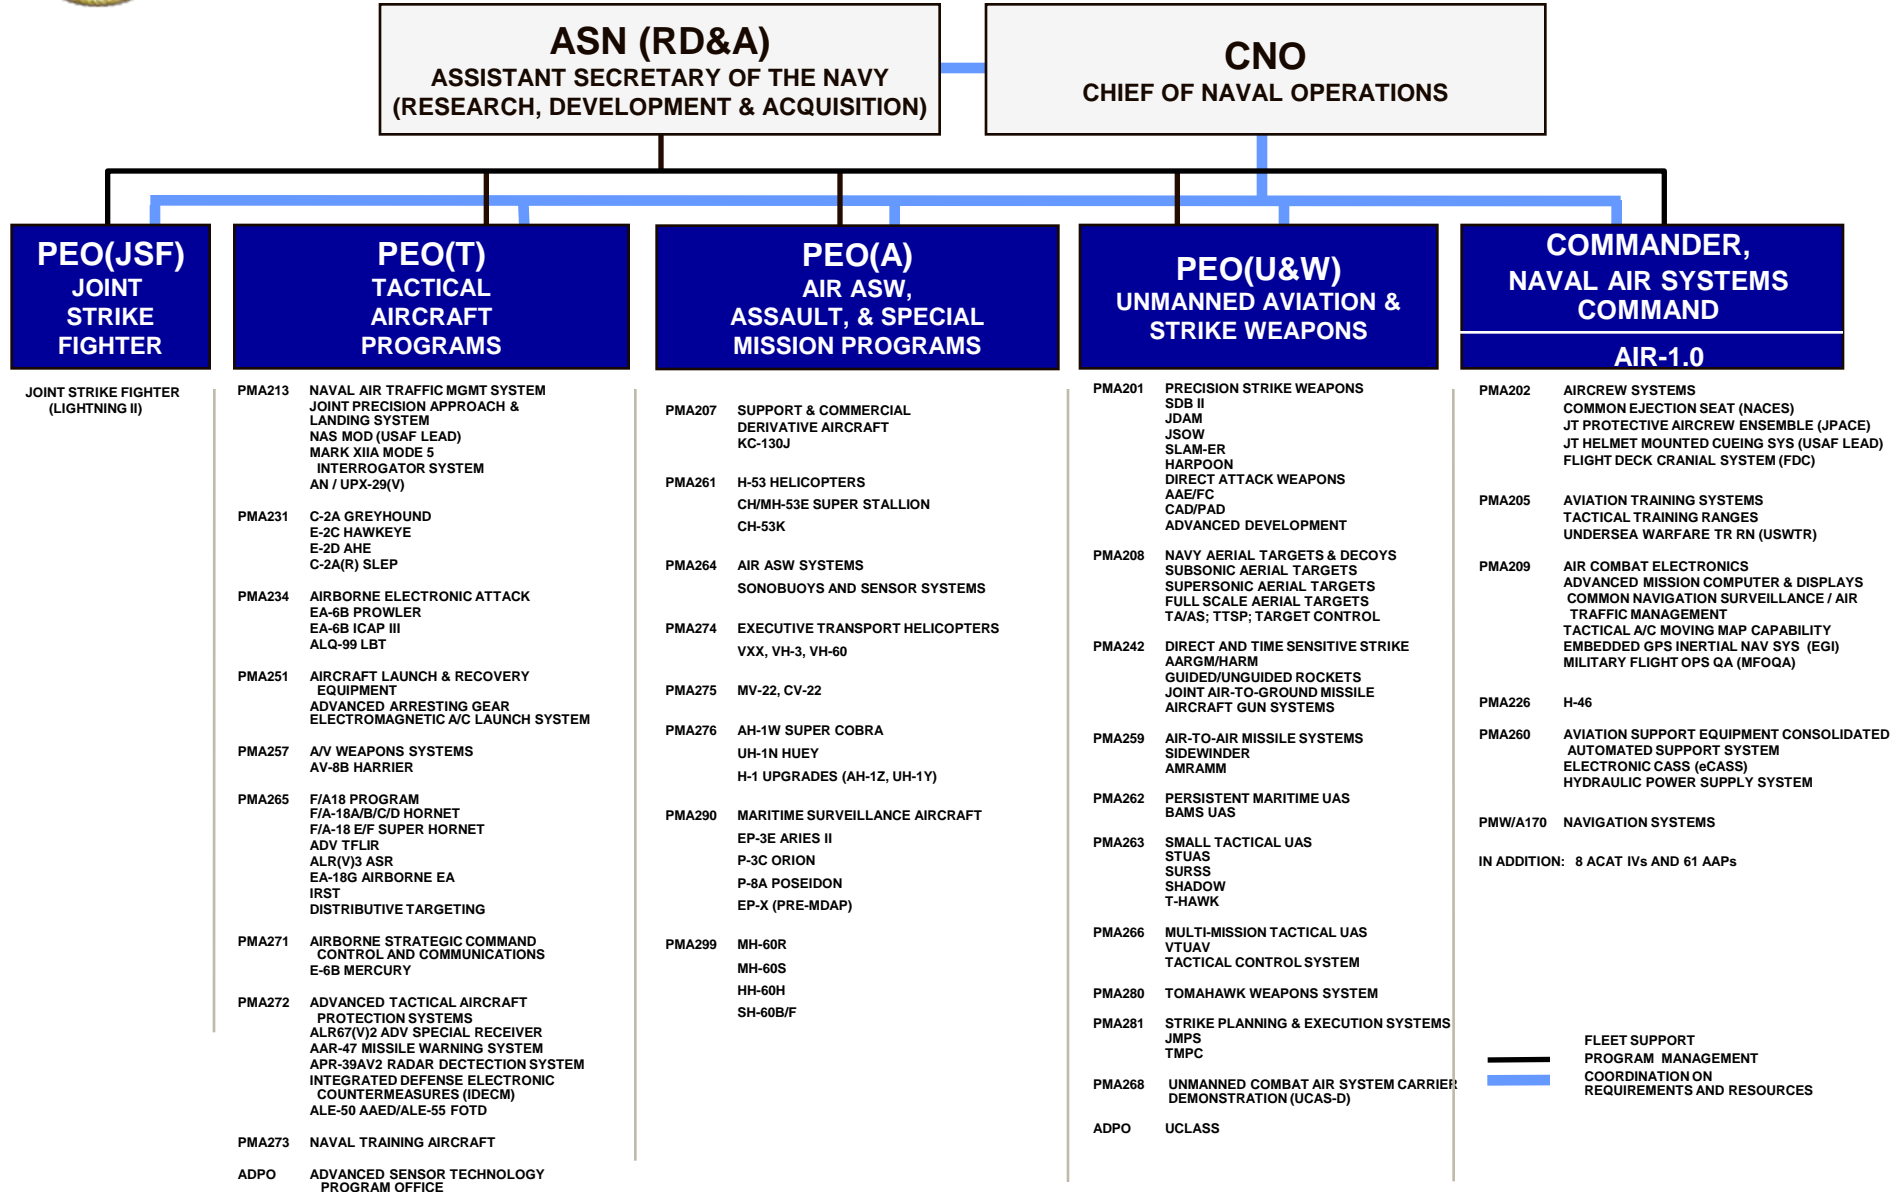 ASN (RD&A)
ASSISTANT SECRETARY OF THE NAVY
(RESEARCH, DEVELOPMENT & ACQUISITION)
CNO
CHIEF OF NAVAL OPERATIONS
PEO(JSF)
JOINT
STRIKE
FIGHTER
JOINT STRIKE FIGHTER
(LIGHTNING II)
PEO(T)
TACTICAL
AIRCRAFT
PROGRAMS
PMA213 NAVAL AIR TRAFFIC MGMT SYSTEM
JOINT PRECISION APPROACH &
LANDING SYSTEM
NAS MOD (USAF LEAD)
MARK XIIA MODE 5
INTERROGATOR SYSTEM
AN / UPX-29(V)
PMA231 C-2A GREYHOUND
E-2C HAWKEYE
E-2D AHE
C-2A(R) SLEP
PMA234 AIRBORNE ELECTRONIC ATTACK
EA-6B PROWLER
EA-6B ICAP III
ALQ-99 LBT
PMA251 AIRCRAFT LAUNCH & RECOVERY
EQUIPMENT
ADVANCED ARRESTING GEAR
ELECTROMAGNETIC A/C LAUNCH SYSTEM
PMA257 A/V WEAPONS SYSTEMS
AV-8B HARRIER
PMA265 F/A18 PROGRAM
F/A-18A/B/C/D HORNET
F/A-18 E/F SUPER HORNET
ADV TFLIR
ALR(V)3 ASR
EA-18G AIRBORNE EA
IRST
DISTRIBUTIVE TARGETING
PMA271 AIRBORNE STRATEGIC COMMAND
CONTROL AND COMMUNICATIONS
E-6B MERCURY
PMA272 ADVANCED TACTICAL AIRCRAFT
PROTECTION SYSTEMS
ALR67(V)2 ADV SPECIAL RECEIVER
AAR-47 MISSILE WARNING SYSTEM
APR-39AV2 RADAR DECTECTION SYSTEM
INTEGRATED DEFENSE ELECTRONIC
COUNTERMEASURES (IDECM)
ALE-50 AAED/ALE-55 FOTD
PMA273 NAVAL TRAINING AIRCRAFT
ADPO ADVANCED SENSOR TECHNOLOGY
PROGRAM OFFICE
PEO(A)
AIR ASW,
ASSAULT, & SPECIAL
MISSION PROGRAMS
PMA207 SUPPORT & COMMERCIAL
DERIVATIVE AIRCRAFT
KC-130J
PMA261 H-53 HELICOPTERS
CH/MH-53E SUPER STALLION
CH-53K
PMA264 AIR ASW SYSTEMS
SONOBUOYS AND SENSOR SYSTEMS
PMA274 EXECUTIVE TRANSPORT HELICOPTERS
VXX, VH-3, VH-60
PMA275 MV-22, CV-22
PMA276 AH-1W SUPER COBRA
UH-1N HUEY
H-1 UPGRADES (AH-1Z, UH-1Y)
PMA290 MARITIME SURVEILLANCE AIRCRAFT
EP-3E ARIES II
P-3C ORION
P-8A POSEIDON
EP-X (PRE-MDAP)
PMA299 MH-60R
MH-60S
HH-60H
SH-60B/F
PEO(U&W)
UNMANNED AVIATION &
STRIKE WEAPONS
PMA201 PRECISION STRIKE WEAPONS
SDB II
JDAM
JSOW
SLAM-ER
HARPOON
DIRECT ATTACK WEAPONS
AAE/FC
CAD/PAD
ADVANCED DEVELOPMENT
PMA208 NAVY AERIAL TARGETS & DECOYS
SUBSONIC AERIAL TARGETS
SUPERSONIC AERIAL TARGETS
FULL SCALE AERIAL TARGETS
TA/AS; TTSP; TARGET CONTROL
PMA242 DIRECT AND TIME SENSITIVE STRIKE
AARGM/HARM
GUIDED/UNGUIDED ROCKETS
JOINT AIR-TO-GROUND MISSILE
AIRCRAFT GUN SYSTEMS
PMA259 AIR-TO-AIR MISSILE SYSTEMS
SIDEWINDER
AMRAMM
PMA262 PERSISTENT MARITIME UAS
BAMS UAS
PMA263 SMALL TACTICAL UAS
STUAS
SURSS
SHADOW
T-HAWK
PMA266 MULTI-MISSION TACTICAL UAS
VTUAV
TACTICAL CONTROL SYSTEM
PMA280 TOMAHAWK WEAPONS SYSTEM
PMA281 STRIKE PLANNING & EXECUTION SYSTEMS
JMPS
TMPC
PMA268 UNMANNED COMBAT AIR SYSTEM CARRIER
DEMONSTRATION (UCAS-D)
ADPO UCLASS
COMMANDER,
NAVAL AIR SYSTEMS
COMMAND
AIR-1.0
PMA202 AIRCREW SYSTEMS
COMMON EJECTION SEAT (NACES)
JT PROTECTIVE AIRCREW ENSEMBLE (JPACE)
JT HELMET MOUNTED CUEING SYS (USAF LEAD)
FLIGHT DECK CRANIAL SYSTEM (FDC)
PMA205 AVIATION TRAINING SYSTEMS
TACTICAL TRAINING RANGES
UNDERSEA WARFARE TR RN (USWTR)
PMA209 AIR COMBAT ELECTRONICS
ADVANCED MISSION COMPUTER & DISPLAYS
COMMON NAVIGATION SURVEILLANCE / AIR
TRAFFIC MANAGEMENT
TACTICAL A/C MOVING MAP CAPABILITY
EMBEDDED GPS INERTIAL NAV SYS (EGI)
MILITARY FLIGHT OPS QA (MFOQA)
PMA226 H-46
PMA260 AVIATION SUPPORT EQUIPMENT CONSOLIDATED
AUTOMATED SUPPORT SYSTEM
ELECTRONIC CASS (eCASS)
HYDRAULIC POWER SUPPLY SYSTEM
PMW/A170 NAVIGATION SYSTEMS
IN ADDITION: 8 ACAT IVs AND 61 AAPs
FLEET SUPPORT
PROGRAM MANAGEMENT
COORDINATION ON
REQUIREMENTS AND RESOURCES